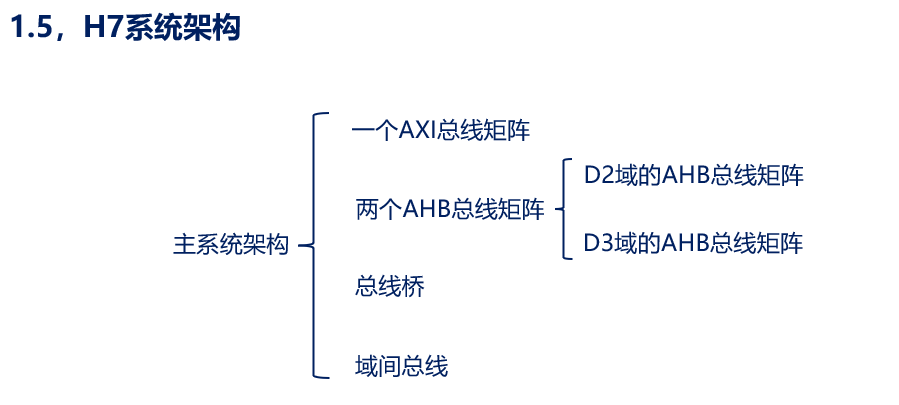 1.5，H7系统架构
主系统架构
一个AXI总线矩阵
两个AHB总线矩阵
D2域的AHB总线矩阵
D3域的AHB总线矩阵
总线桥
域间总线